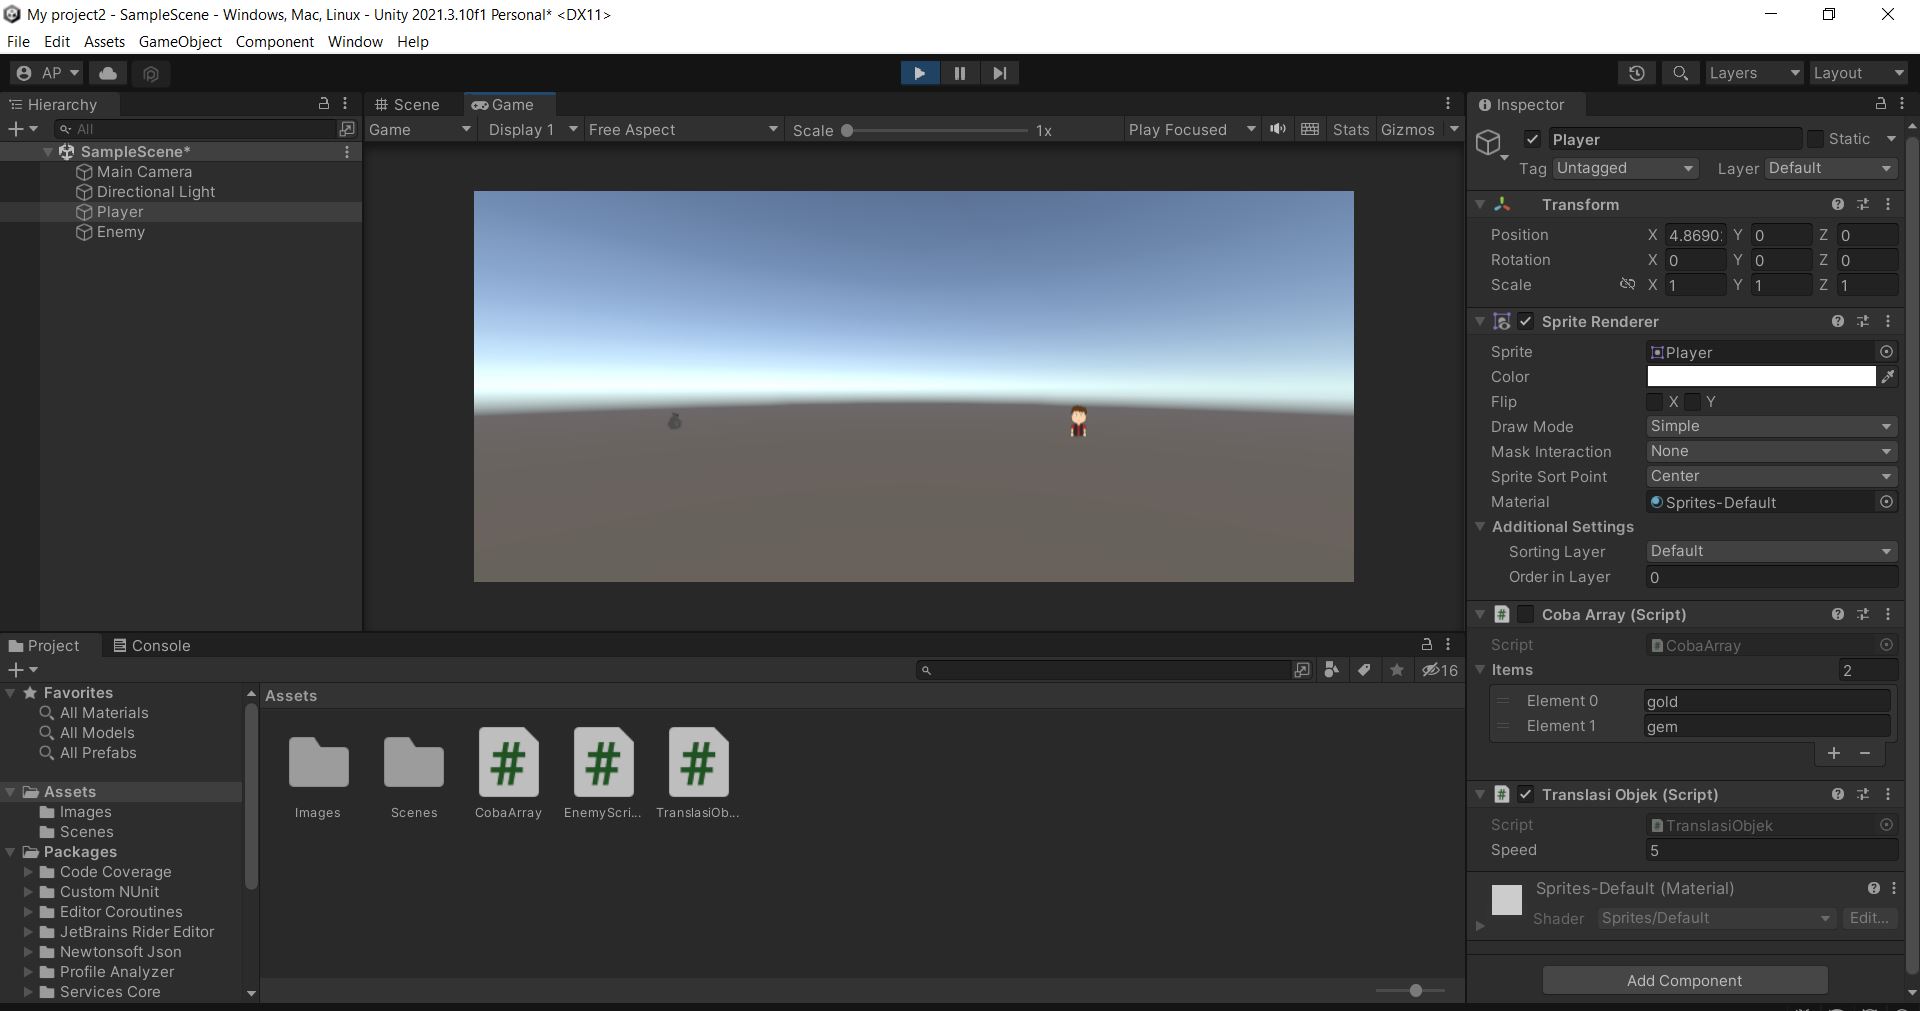 My project2 - SampleScene - Windows, Mac, Linux - Unity 2021.3.10f1 Personal* <DX11>
File Edit Assets GameObject Component Window Help
AP
Layers Layout
Hierarchy
All
SampleScene*
Main Camera
Directional Light
Player
Enemy
Scene Game
Game Display 1 Free Aspect Scale 1x Play Focused Stats Gizmos
Inspector
Player Static
Tag Untagged Layer Default
Transform
Position X 4.8690 Y 0 Z 0
Rotation X 0 Y 0 Z 0
Scale X 1 Y 1 Z 1
Sprite Renderer
Sprite Player
Color
Flip X Y
Draw Mode Simple
Mask Interaction None
Sprite Sort Point Center
Material Sprites-Default
Additional Settings
Sorting Layer Default
Order in Layer 0
# Coba Array (Script)
Script CobaArray
Items 2
Element 0 gold
Element 1 gem
+ −
# Translasi Objek (Script)
Script TranslasiObjek
Speed 5
Sprites-Default (Material)
Shader Sprites/Default Edit...
Add Component
Project Console
16
Favorites
All Materials
All Models
All Prefabs
Assets
Images
Scenes
Packages
Code Coverage
Custom NUnit
Editor Coroutines
JetBrains Rider Editor
Newtonsoft Json
Profile Analyzer
Services Core
Assets
# # #
Images Scenes CobaArray EnemyScri... TranslasiOb...